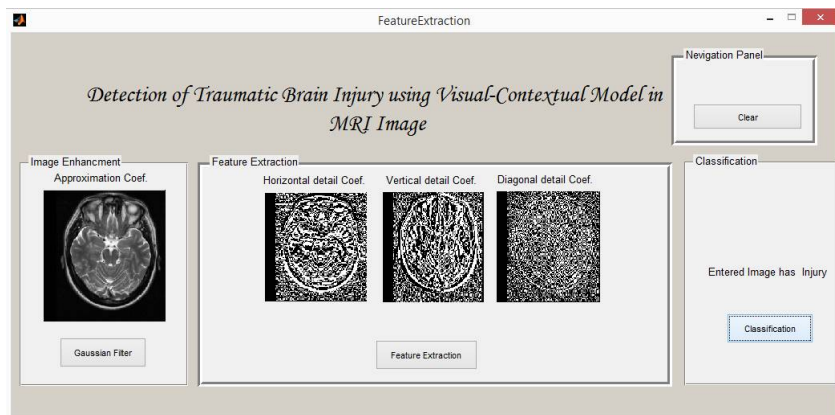 FeatureExtraction
Detection of Traumatic Brain Injury using Visual-Contextual Model in
MRI Image
Nevigation Panel
Clear
Image Enhancment
Approximation Coef.
Gaussian Filter
Feature Extraction
Horizontal detail Coef.
Vertical detail Coef.
Diagonal detail Coef.
Feature Extraction
Classification
Entered Image has Injury
Classification